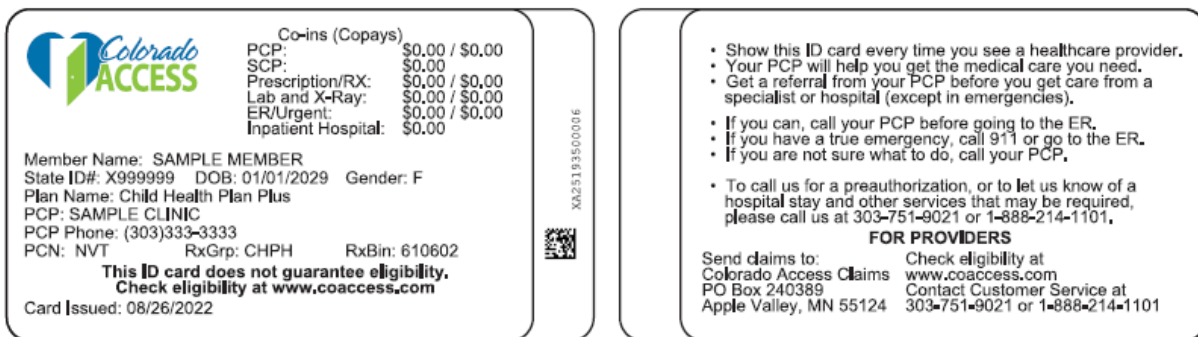 Colorado
ACCESS
Co-ins (Copays)
PCP: $0.00 / $0.00
SCP: $0.00
Prescription/RX: $0.00 / $0.00
Lab and X-Ray: $0.00 / $0.00
ER/Urgent: $0.00 / $0.00
Inpatient Hospital: $0.00
Member Name: SAMPLE MEMBER
State ID#: X999999 DOB: 01/01/2029 Gender: F
Plan Name: Child Health Plan Plus
PCP: SAMPLE CLINIC
PCP Phone: (303)333-3333
PCN: NVT RxGrp: CHPH RxBin: 610602
This ID card does not guarantee eligibility.
Check eligibility at www.coaccess.com
Card Issued: 08/26/2022
XA25193500006
• Show this ID card every time you see a healthcare provider.
• Your PCP will help you get the medical care you need.
• Get a referral from your PCP before you get care from a
specialist or hospital (except in emergencies).
• If you can, call your PCP before going to the ER.
• If you have a true emergency, call 911 or go to the ER.
• If you are not sure what to do, call your PCP.
• To call us for a preauthorization, or to let us know of a
hospital stay and other services that may be required,
please call us at 303-751-9021 or 1-888-214-1101.
FOR PROVIDERS
Send claims to:
Colorado Access Claims
PO Box 240389
Apple Valley, MN 55124
Check eligibility at
www.coaccess.com
Contact Customer Service at
303-751-9021 or 1-888-214-1101